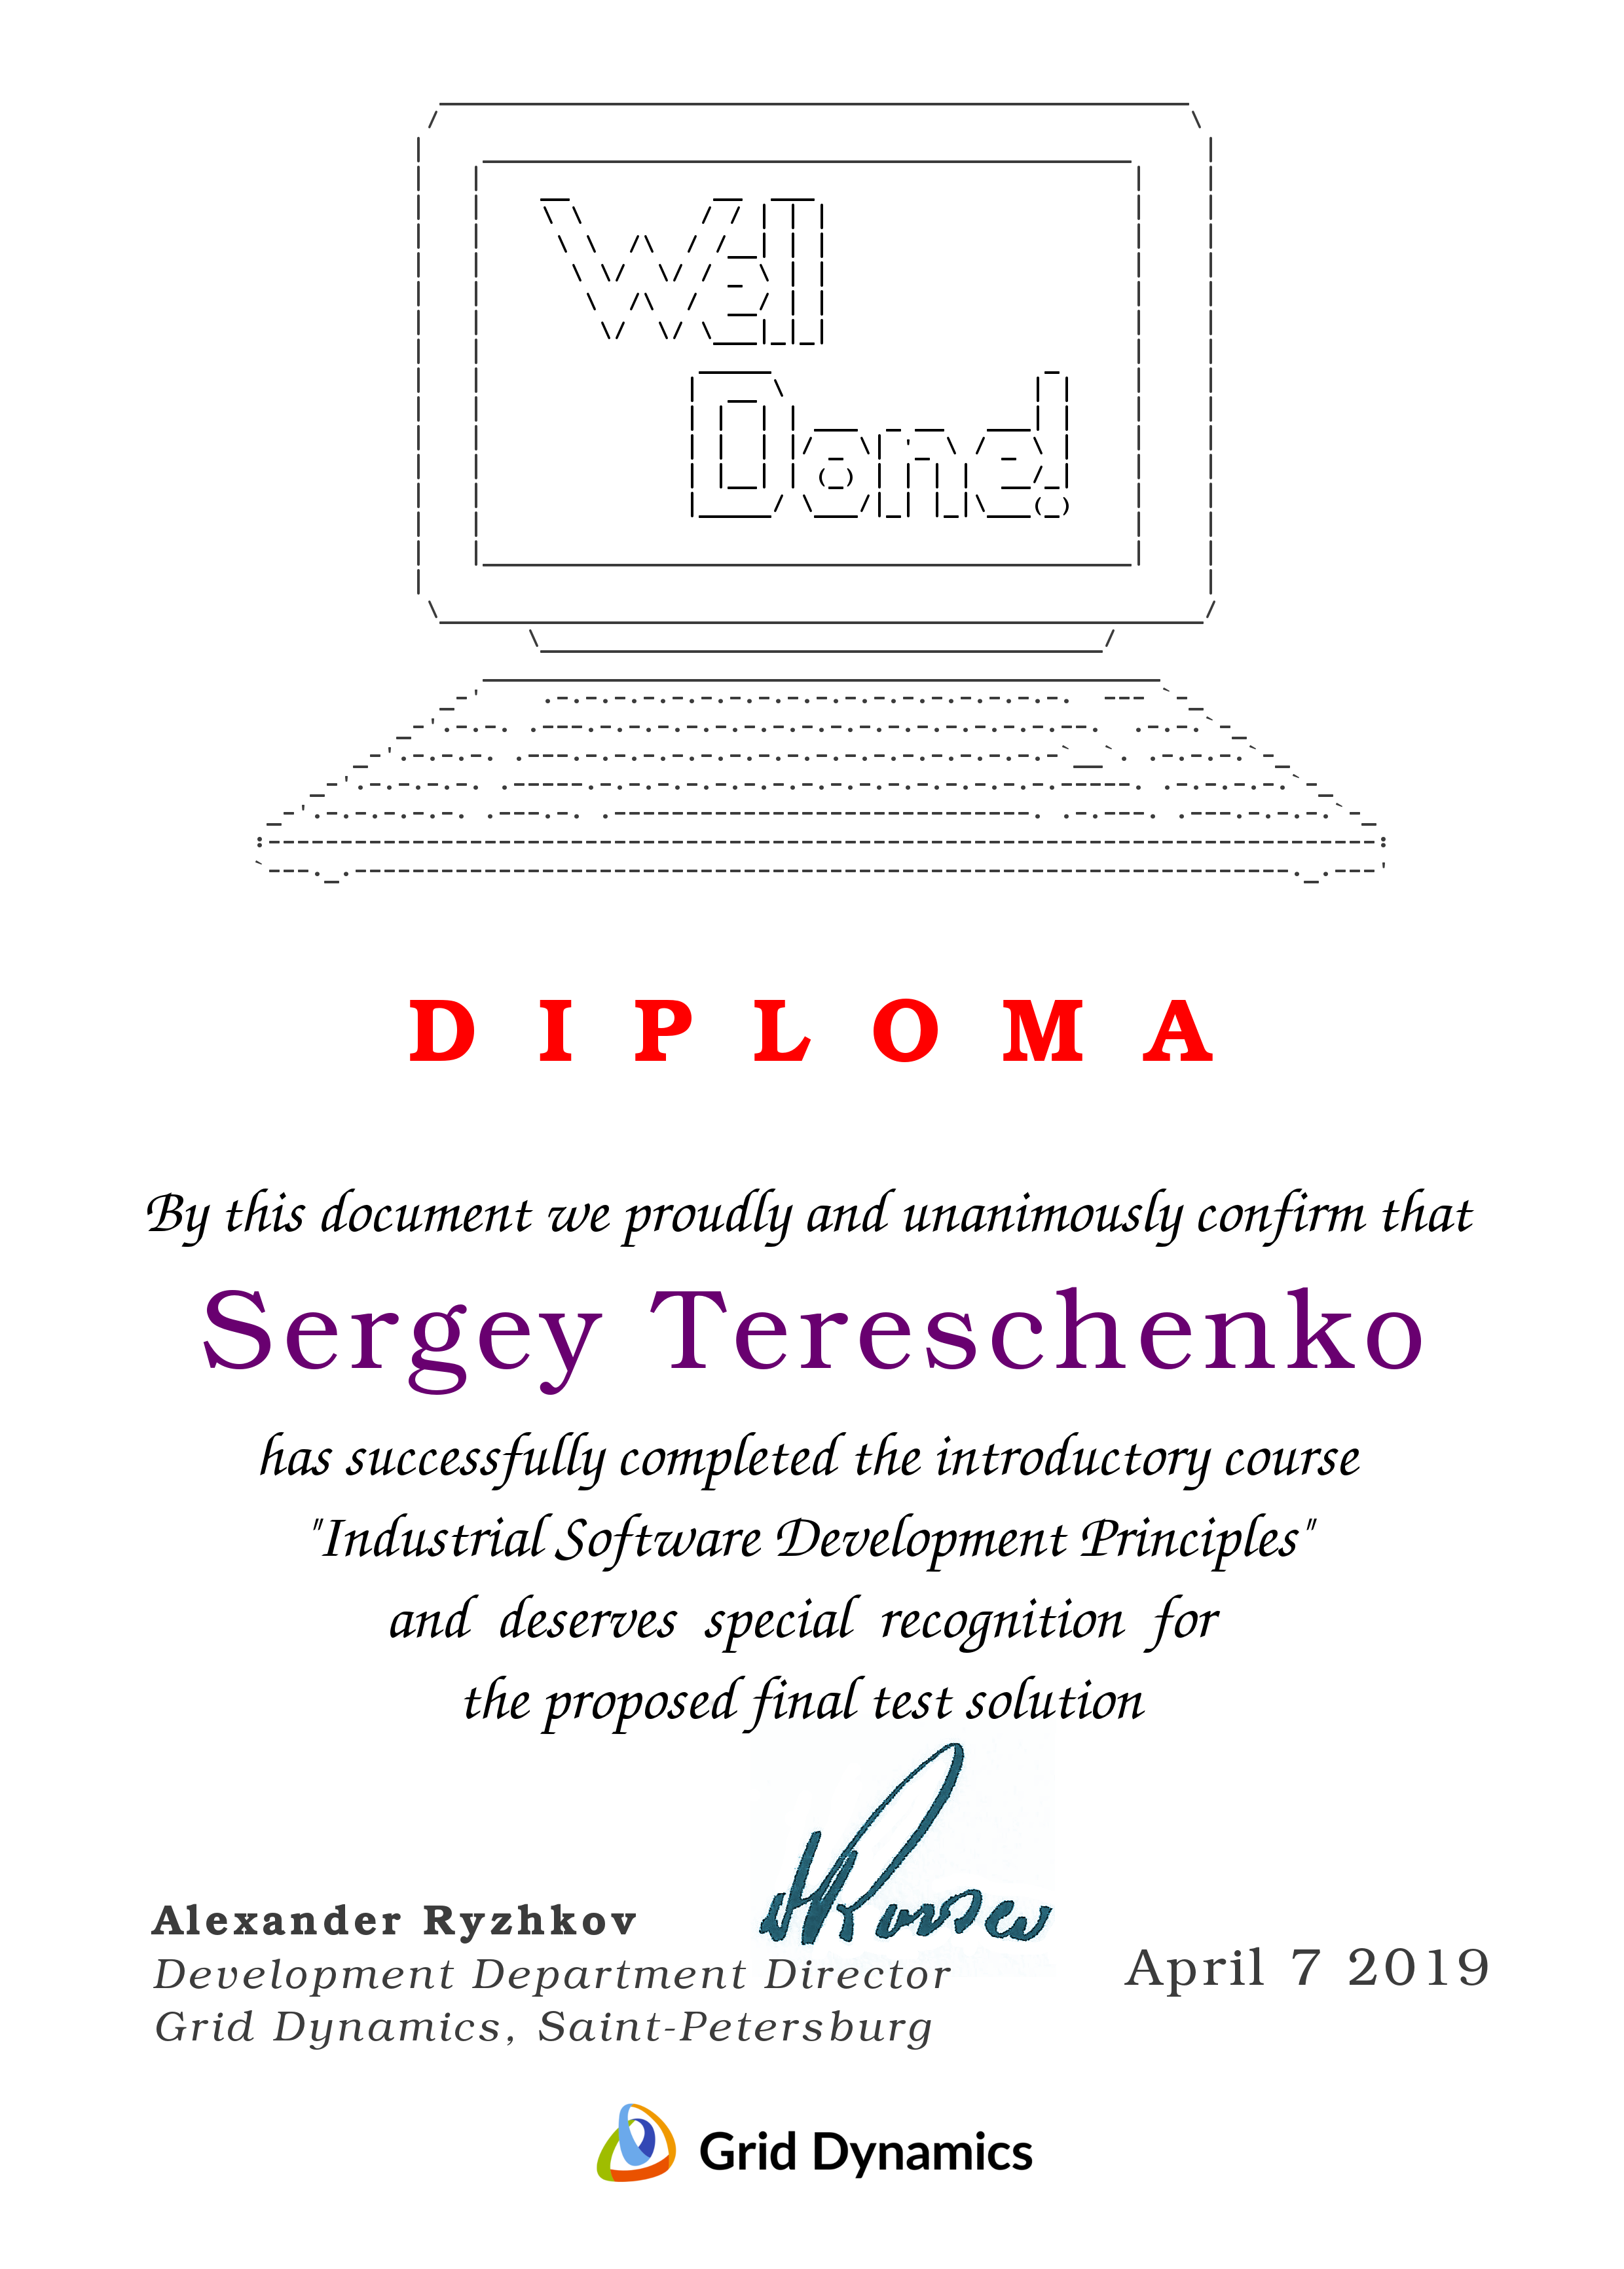 Well
Done!
DIPLOMA
By this document we proudly and unanimously confirm that
Sergey Tereschenko
has successfully completed the introductory course
"Industrial Software Development Principles"
and deserves special recognition for
the proposed final test solution
Alexander Ryzhkov
Development Department Director
Grid Dynamics, Saint-Petersburg
April 7 2019
Grid Dynamics